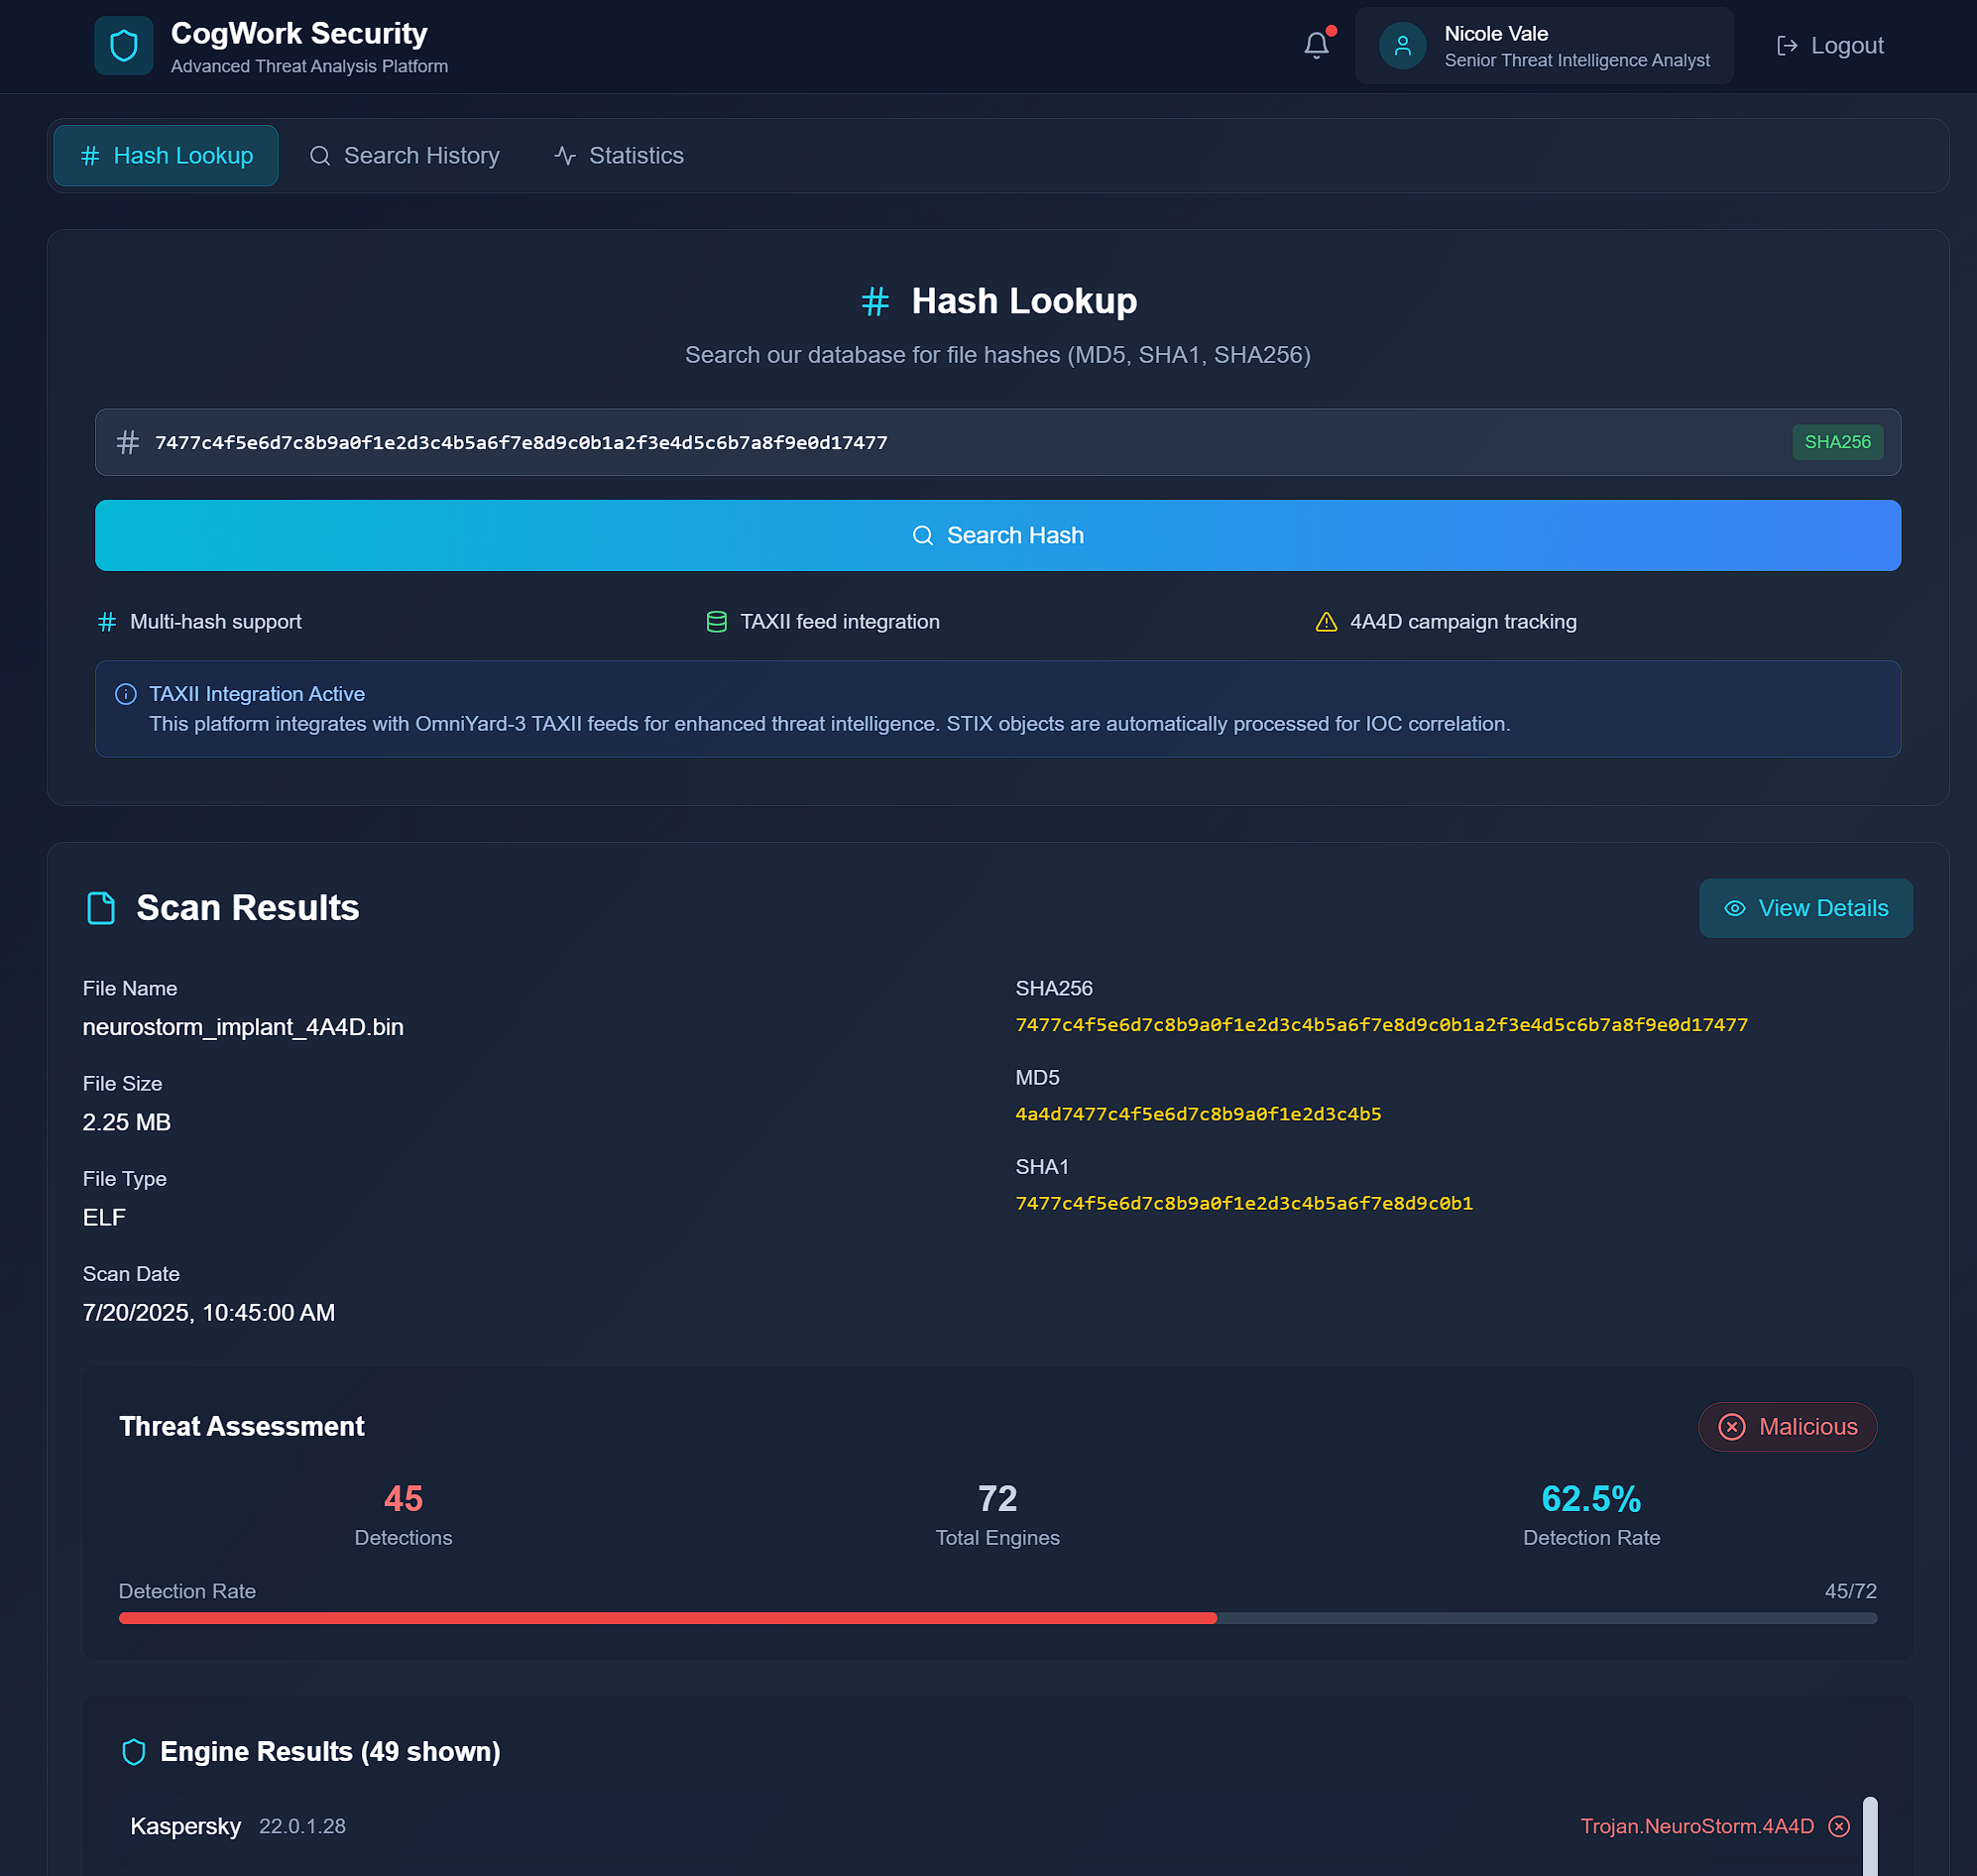 CogWork Security
Advanced Threat Analysis Platform
Nicole Vale
Senior Threat Intelligence Analyst
Logout
Hash Lookup
Search History
Statistics
Hash Lookup
Search our database for file hashes (MD5, SHA1, SHA256)
7477c4f5e6d7c8b9a0f1e2d3c4b5a6f7e8d9c0b1a2f3e4d5c6b7a8f9e0d17477
SHA256
Search Hash
Multi-hash support
TAXII feed integration
4A4D campaign tracking
TAXII Integration Active
This platform integrates with OmniYard-3 TAXII feeds for enhanced threat intelligence. STIX objects are automatically processed for IOC correlation.
Scan Results
View Details
File Name
neurostorm_implant_4A4D.bin
File Size
2.25 MB
File Type
ELF
Scan Date
7/20/2025, 10:45:00 AM
SHA256
7477c4f5e6d7c8b9a0f1e2d3c4b5a6f7e8d9c0b1a2f3e4d5c6b7a8f9e0d17477
MD5
4a4d7477c4f5e6d7c8b9a0f1e2d3c4b5
SHA1
7477c4f5e6d7c8b9a0f1e2d3c4b5a6f7e8d9c0b1
Threat Assessment
Malicious
45
Detections
72
Total Engines
62.5%
Detection Rate
Detection Rate
45/72
Engine Results (49 shown)
Kaspersky 22.0.1.28
Trojan.NeuroStorm.4A4D